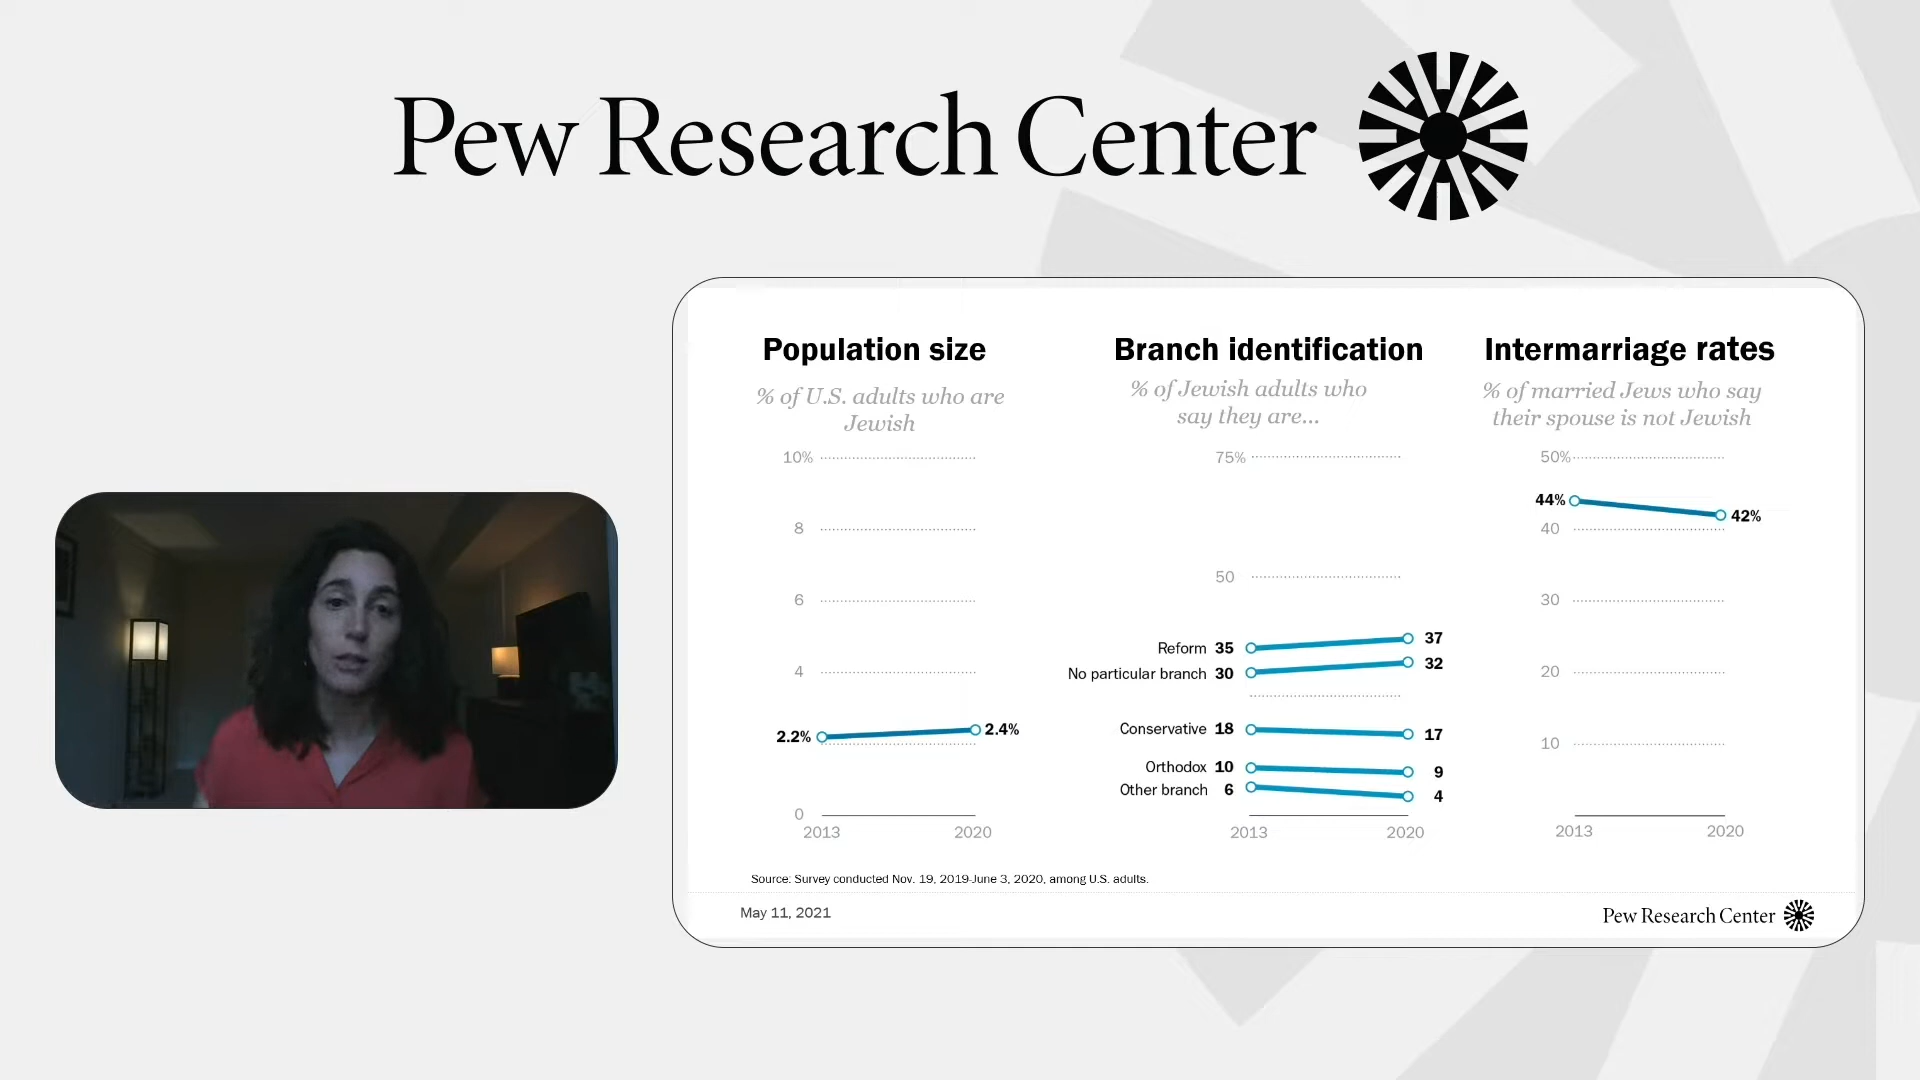 Pew Research Center
Population size
% of U.S. adults who are
Jewish
10%
8
6
4
2.2%
2.4%
0
2013 2020
Branch identification
% of Jewish adults who
say they are...
75%
50
Reform 35 37
No particular branch 30 32
Conservative 18 17
Orthodox 10 9
Other branch 6 4
2013 2020
Intermarriage rates
% of married Jews who say
their spouse is not Jewish
50%
44%
42%
40
30
20
10
2013 2020
Source: Survey conducted Nov. 19, 2019-June 3, 2020, among U.S. adults.
May 11, 2021
Pew Research Center